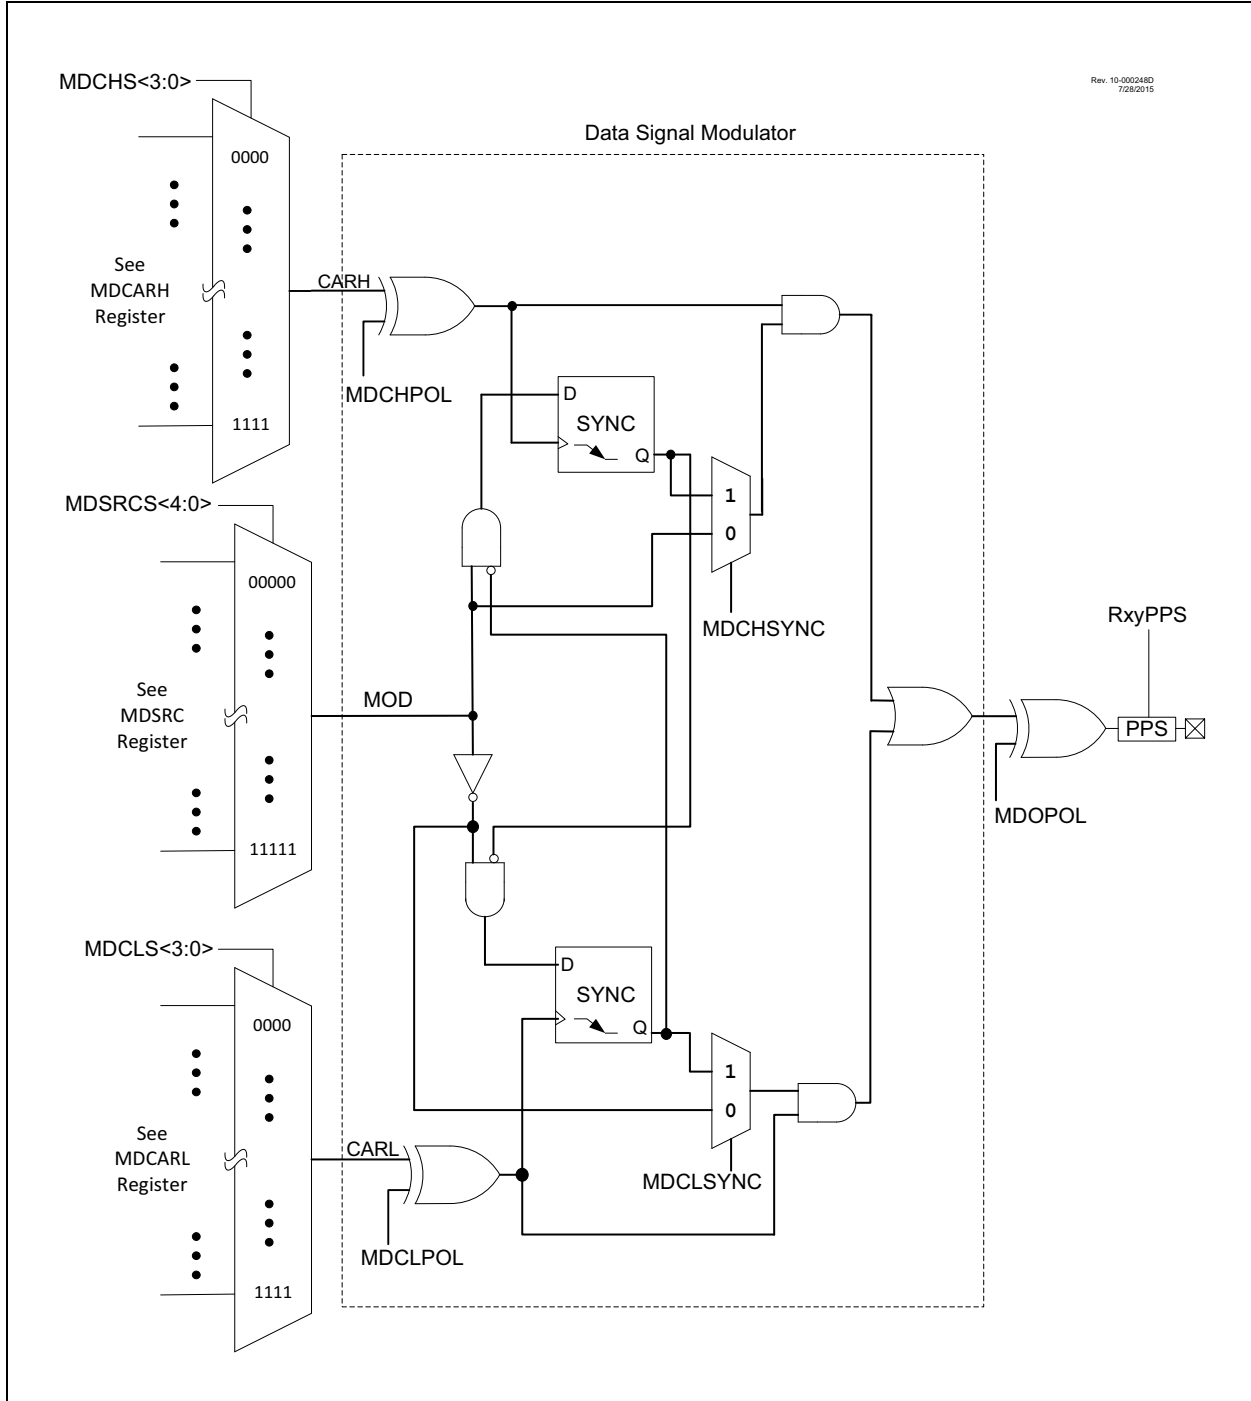 MDCHS<3:0>
Rev. 10-000248D
7/28/2015
Data Signal Modulator
0000
See
MDCARH
Register
CARH
MDCHPOL
1111
D
SYNC
Q
1
0
MDCHSYNC
MDSRCS<4:0>
00000
See
MDSRC
Register
MOD
11111
RxyPPS
PPS
MDOPOL
MDCLS<3:0>
0000
D
SYNC
Q
1
0
MDCLSYNC
See
MDCARL
Register
CARL
MDCLPOL
1111